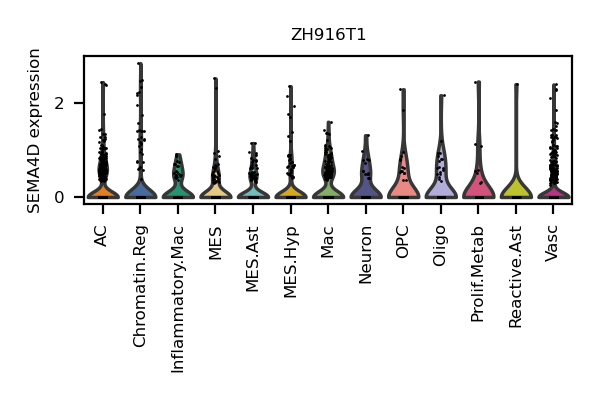 ZH916T1
SEMA4D expression
2
0
AC
Chromatin.Reg
Inflammatory.Mac
MES
MES.Ast
MES.Hyp
Mac
Neuron
OPC
Oligo
Prolif.Metab
Reactive.Ast
Vasc